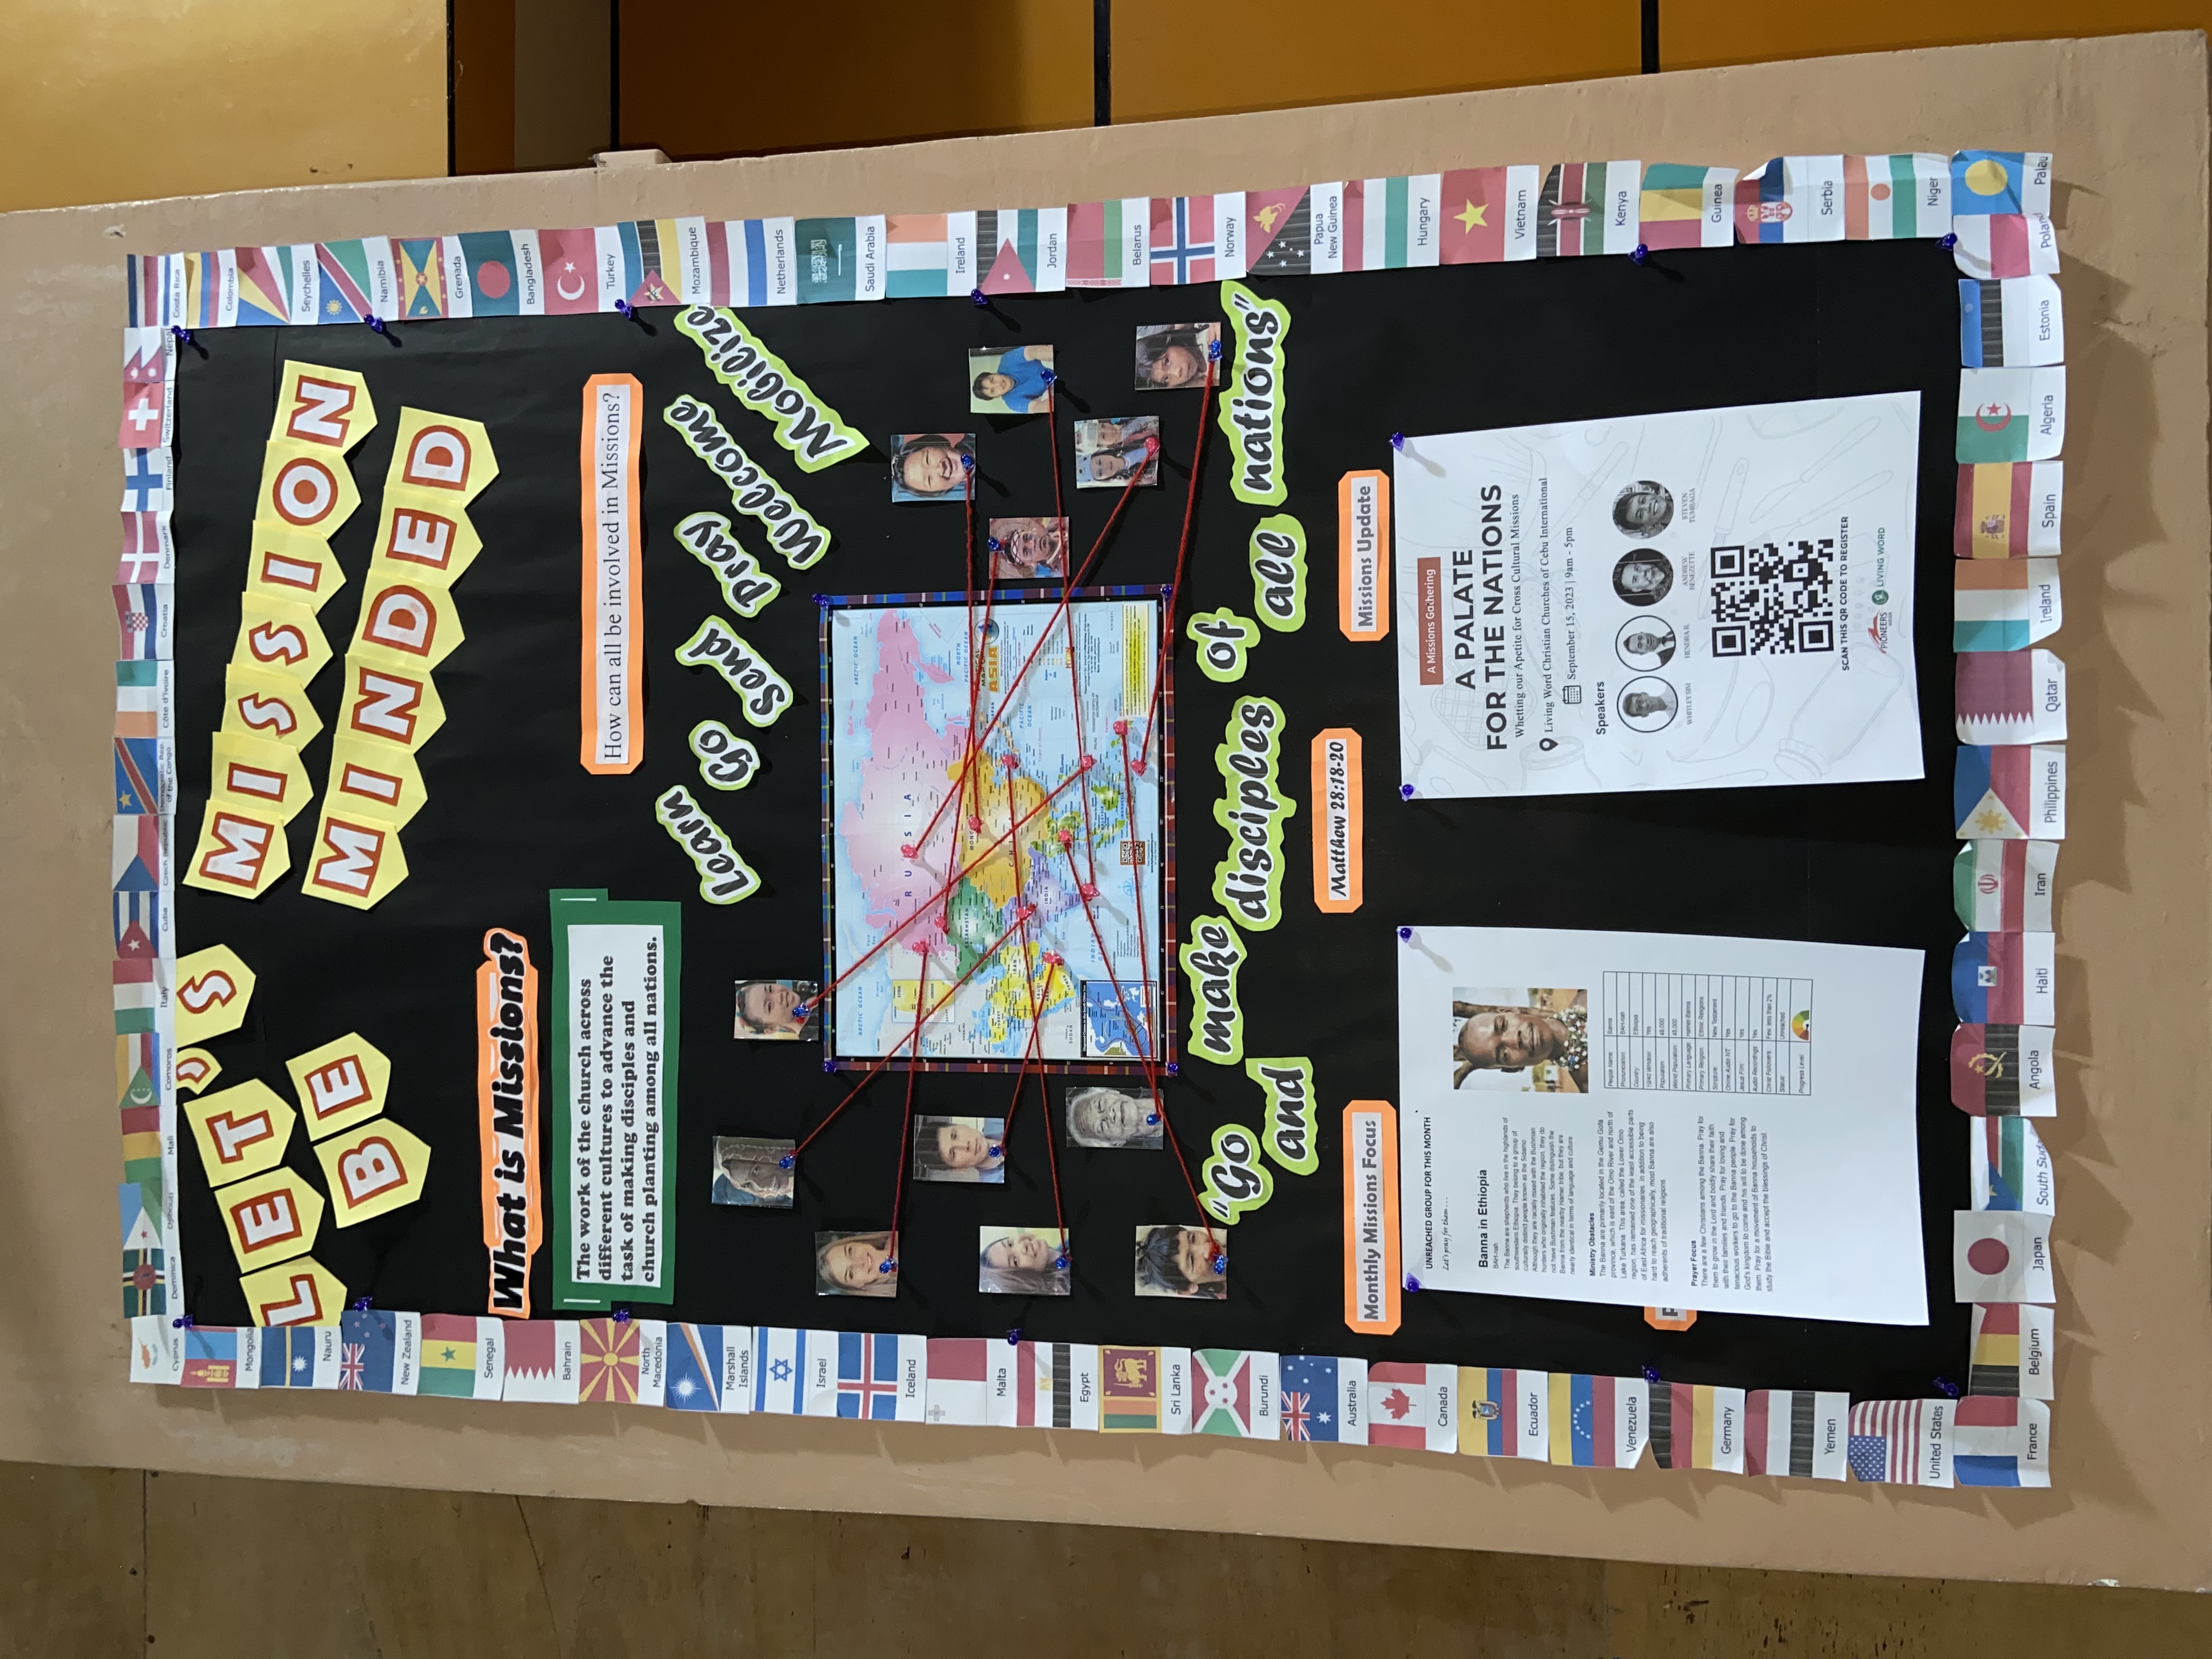 Cyprus
Dominica
Djibouti
Mali
Comoros
Italy
Cuba
Czech Republic
Democratic Rep. of the Congo
Côte d'Ivoire
Croatia
Denmark
Finland
Switzerland
Nepal
Costa Rica
LET'S BE
MISSION MINDED
Mongolia
Nauru
New Zealand
Senegal
Bahrain
North
Macedonia
Marshall
Islands
Israel
Iceland
Malta
Egypt
Sri Lanka
Burundi
Australia
Canada
Ecuador
Venezuela
Germany
Yemen
United States
Colombia
Seychelles
Namibia
Grenada
Bangladesh
Turkey
Mozambique
Netherlands
Saudi Arabia
Ireland
Jordan
Belarus
Norway
Papua
New Guinea
Hungary
Vietnam
Kenya
Guinea
Serbia
Niger
What is Missions?
The work of the church across
different cultures to advance the
task of making disciples and
church planting among all nations.
How can all be involved in Missions?
Learn
Go
Send
Pray
Welcome
Mobilize
ARCTIC OCEAN
ARCTIC OCEAN
RUSSIA
KAZAKHSTAN
NORTH
PACIFIC OCEAN
ASIA
IRAN
CHINA
INDIA
PACIFIC
OCEAN
"Go and make disciples of all nations"
Matthew 28:18-20
Monthly Missions Focus
UNREACHED GROUP FOR THIS MONTH
Let's pray for them . . .
Banna in Ethiopia
BAH-nah
The Banna are shepherds who live in the highlands of
southwestern Ethiopia. They belong to a group of
culturally distinct people known as the Sidamo.
Although they are racially mixed with the Bushman
hunters who originally inhabited the region, they do
not have Bushman features. Some distinguish the
Banna from the nearby Hamer tribe, but they are
nearly identical in terms of language and culture.
Ministry Obstacles
The Banna are primarily located in the Gemu Gofa
province, which is east of the Omo River and north of
Lake Turkana. This area, called the Lower Omo
region, has remained one of the least accessible parts
of East Africa for missionaries. In addition to being
hard to reach geographically, most Banna are also
adherents of traditional religions.
Prayer Focus
There are a few Christians among the Banna. Pray for
them to grow in the Lord and boldly share their faith
with their families and friends. Pray for loving and
tenacious workers to go to the Banna people. Pray for
God's kingdom to come and his will to be done among
them. Pray for a movement of Banna households to
study the Bible and accept the blessings of Christ.
People Name: Banna
Pronunciation: BAH-nah
Country: Ethiopia
10/40 Window: Yes
Population: 48,000
World Population: 48,000
Primary Language: Hamer-Banna
Primary Religion: Ethnic Religions
Scripture: New Testament
Online Audio NT: Yes
Jesus Film: Yes
Audio Recordings: Yes
Christ Followers: Few, less than 2%
Status: Unreached
Progress Level:
Missions Update
A Missions Gathering
A PALATE
FOR THE NATIONS
Whetting our Apetite for Cross Cultural Missions
Living Word Christian Churches of Cebu International
September 15, 2023 | 9am - 5pm
Speakers
WHITLEY SIM
HENDRA R.
ANDREW
BENEZETTE
STEVEN
TUMBAGA
SCAN THIS QR CODE TO REGISTER
PIONEERS
LIVING WORD
France
Belgium
Japan
South Suda
Angola
Haiti
Iran
Philippines
Qatar
Ireland
Spain
Algeria
Estonia
Poland
Palau